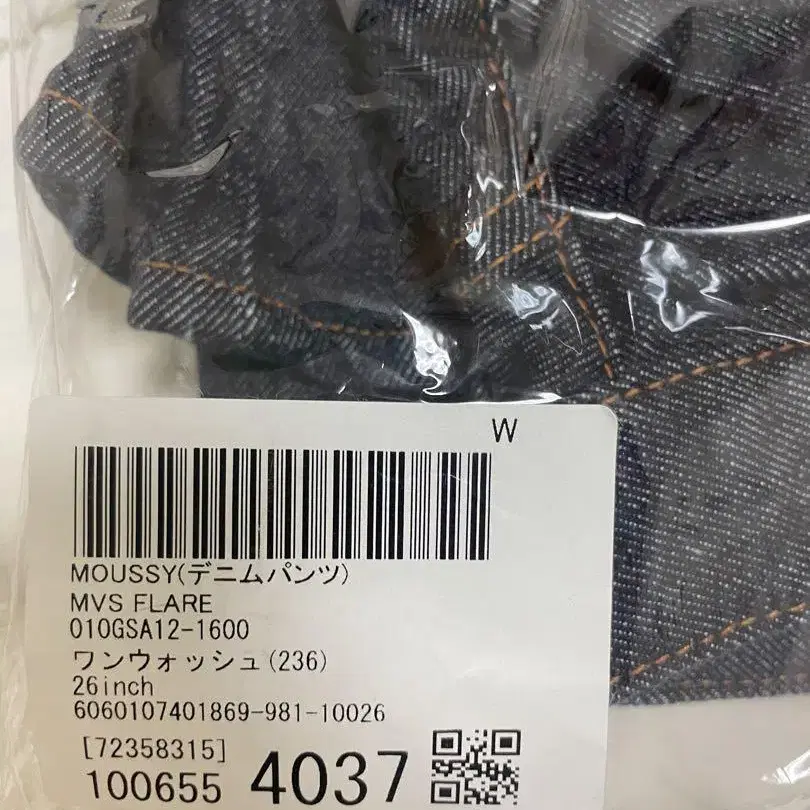 W
MOUSSY(デニムパンツ)
MVS FLARE
010GSA12-1600
ワンウォッシュ(236)
26inch
6060107401869-981-10026
[72358315]
100655 4037